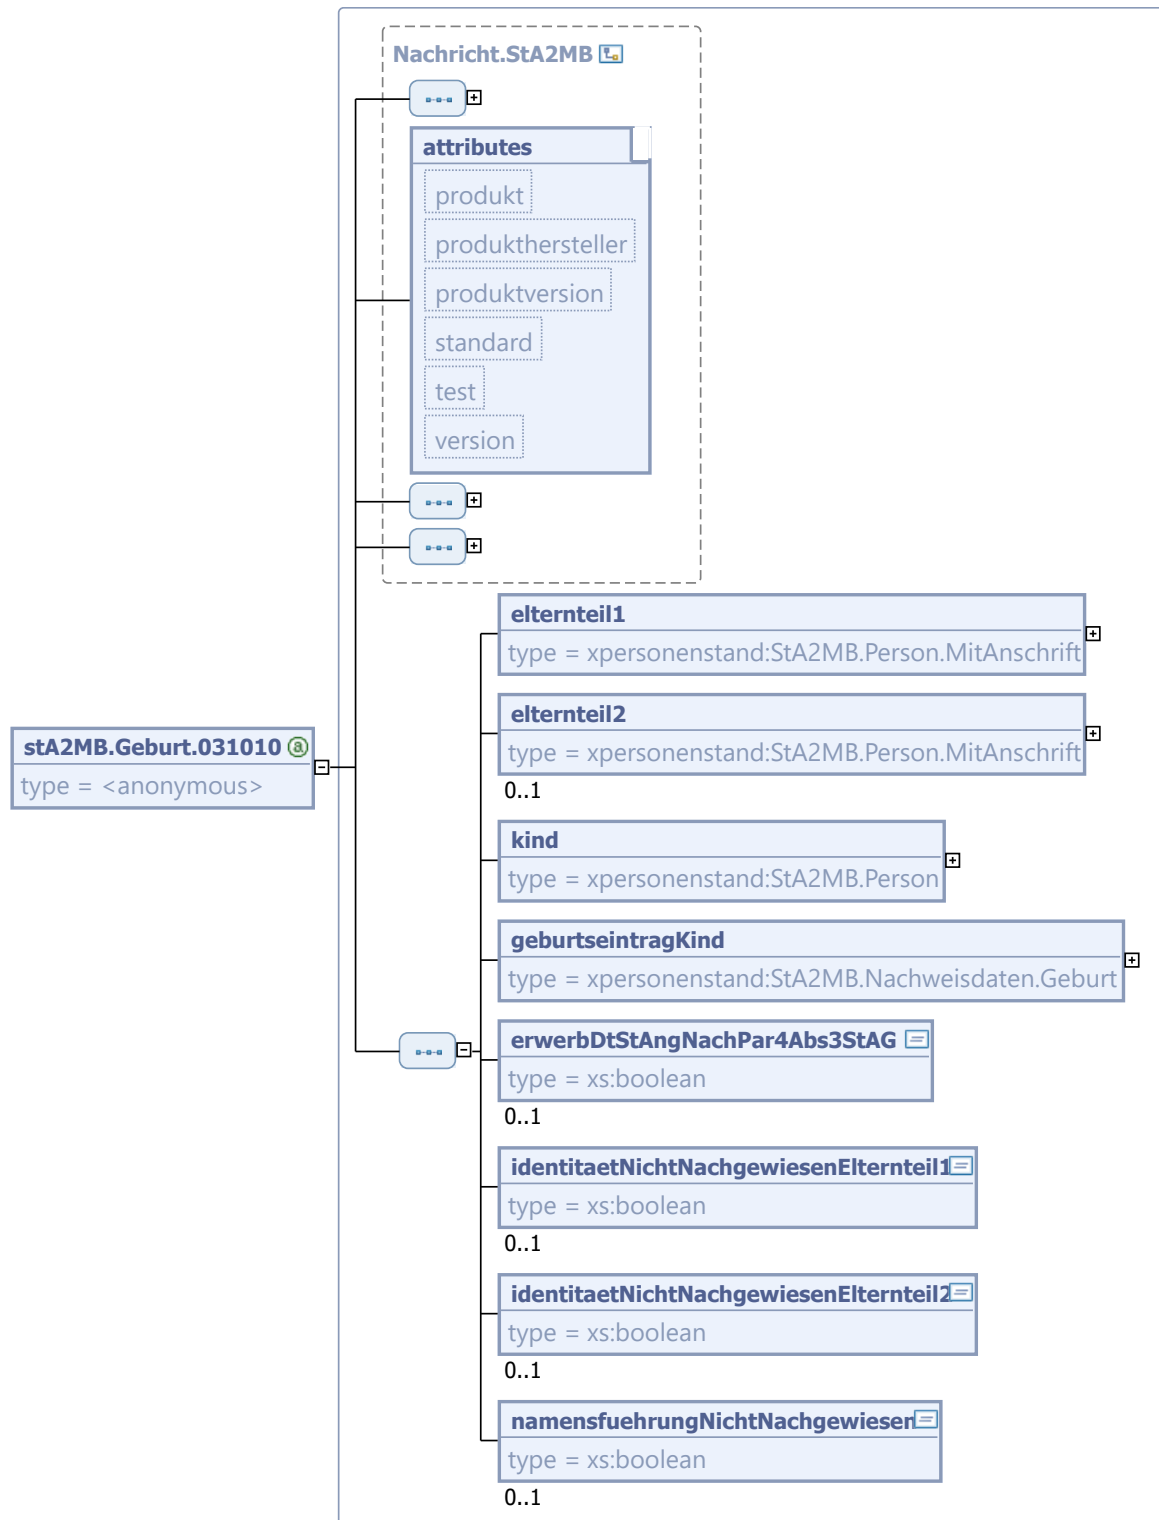 Nachricht.StA2MB
attributes
produkt
produkthersteller
produktversion
standard
test
version
elternteil1
type = xpersonenstand:StA2MB.Person.MitAnschrift
elternteil2
type = xpersonenstand:StA2MB.Person.MitAnschrift
0..1
stA2MB.Geburt.031010
type = <anonymous>
kind
type = xpersonenstand:StA2MB.Person
geburtseintragKind
type = xpersonenstand:StA2MB.Nachweisdaten.Geburt
erwerbDtStAngNachPar4Abs3StAG
type = xs:boolean
0..1
identitaetNichtNachgewiesenElternteil1
type = xs:boolean
0..1
identitaetNichtNachgewiesenElternteil2
type = xs:boolean
0..1
namensfuehrungNichtNachgewiesen
type = xs:boolean
0..1